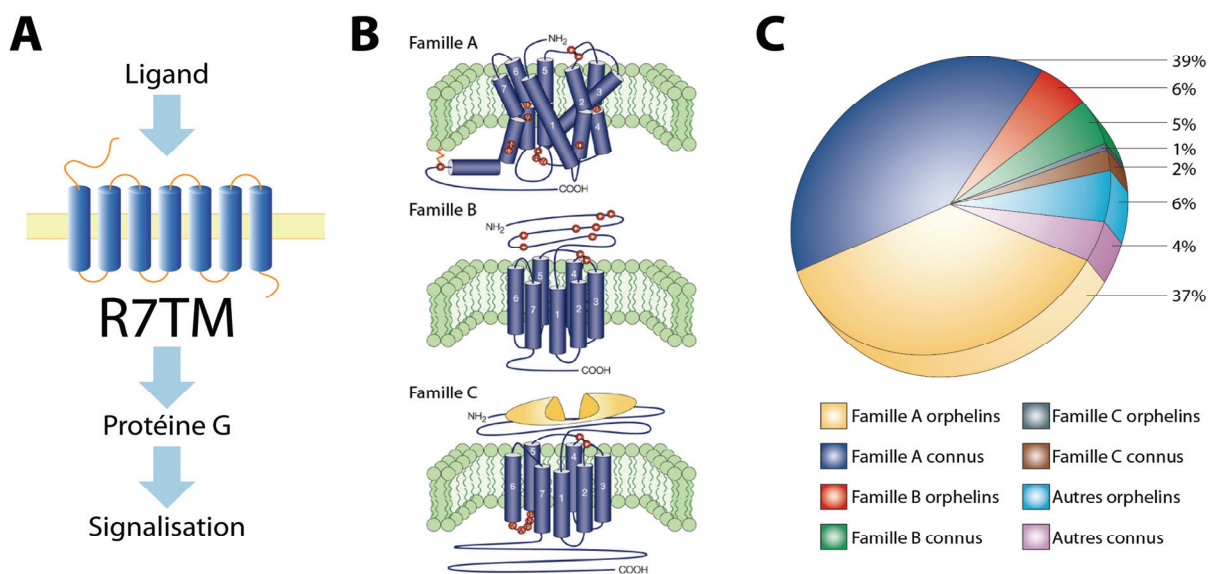 A
Ligand
R7TM
Protéine G
Signalisation
B
Famille A
NH2
6
5
7
3
2
1
4
COOH
Famille B
NH2
5
4
6
3
7
2
1
COOH
Famille C
NH2
5
4
6
7
3
2
1
COOH
C
39%
6%
5%
1%
2%
6%
4%
37%
Famille A orphelins
Famille C orphelins
Famille A connus
Famille C connus
Famille B orphelins
Autres orphelins
Famille B connus
Autres connus